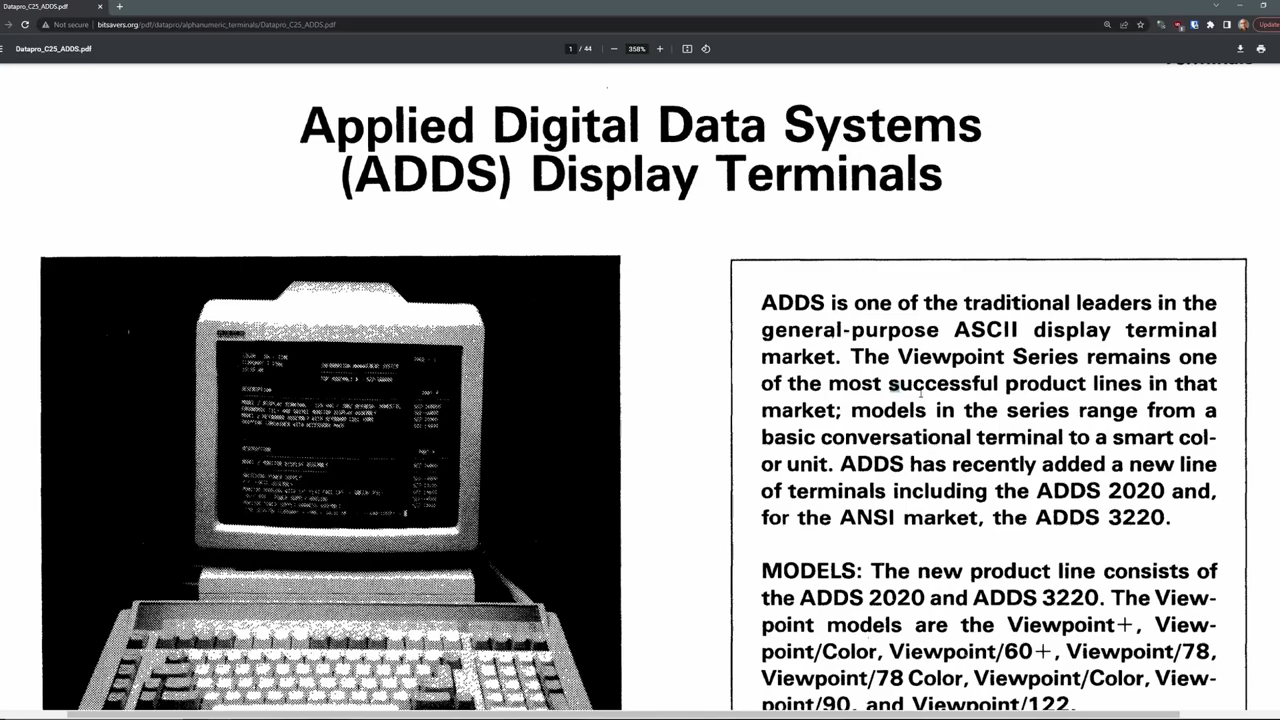 Datapro_C25_ADDS.pdf
Not secure bitsavers.org/pdf/datapro/alphanumeric_terminals/Datapro_C25_ADDS.pdf
Update
Datapro_C25_ADDS.pdf
1 / 44
358%
Applied Digital Data Systems
(ADDS) Display Terminals
ADDS is one of the traditional leaders in the
general-purpose ASCII display terminal
market. The Viewpoint Series remains one
of the most successful product lines in that
market; models in the series range from a
basic conversational terminal to a smart col-
or unit. ADDS has recently added a new line
of terminals including the ADDS 2020 and,
for the ANSI market, the ADDS 3220.
MODELS: The new product line consists of
the ADDS 2020 and ADDS 3220. The View-
point models are the Viewpoint+, View-
point/Color, Viewpoint/60+, Viewpoint/78,
Viewpoint/78 Color, Viewpoint/Color, View-
point/90, and Viewpoint/122.